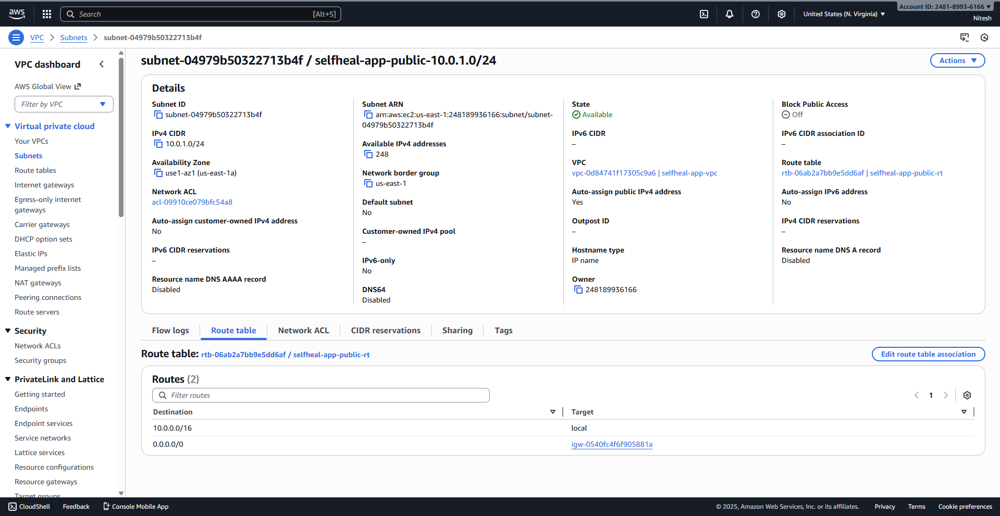 aws
Search [Alt+S]
United States (N. Virginia)
Account ID: 2481-8993-6166
Nitesh
VPC
Subnets
subnet-04979b50322713b4f
VPC dashboard
AWS Global View
Filter by VPC
Virtual private cloud
Your VPCs
Subnets
Route tables
Internet gateways
Egress-only internet
gateways
Carrier gateways
DHCP option sets
Elastic IPs
Managed prefix lists
NAT gateways
Peering connections
Route servers
Security
Network ACLs
Security groups
PrivateLink and Lattice
Getting started
Endpoints
Endpoint services
Service networks
Lattice services
Resource configurations
Resource gateways
Target groups
subnet-04979b50322713b4f / selfheal-app-public-10.0.1.0/24
Actions
Details
Subnet ID
subnet-04979b50322713b4f
IPv4 CIDR
10.0.1.0/24
Availability Zone
use1-az1 (us-east-1a)
Network ACL
acl-09910ce079bfc54a8
Auto-assign customer-owned IPv4 address
No
IPv6 CIDR reservations
–
Resource name DNS AAAA record
Disabled
Subnet ARN
arn:aws:ec2:us-east-1:248189936166:subnet/subnet-
04979b50322713b4f
Available IPv4 addresses
248
Network border group
us-east-1
Default subnet
No
Customer-owned IPv4 pool
–
IPv6-only
No
DNS64
Disabled
State
Available
IPv6 CIDR
–
VPC
vpc-0d84741f17305c9a6 | selfheal-app-vpc
Auto-assign public IPv4 address
Yes
Outpost ID
–
Hostname type
IP name
Owner
248189936166
Block Public Access
Off
IPv6 CIDR association ID
–
Route table
rtb-06ab2a7bb9e5dd6af | selfheal-app-public-rt
Auto-assign IPv6 address
No
IPv4 CIDR reservations
–
Resource name DNS A record
Disabled
Flow logs
Route table
Network ACL
CIDR reservations
Sharing
Tags
Route table: rtb-06ab2a7bb9e5dd6af / selfheal-app-public-rt
Edit route table association
Routes (2)
Filter routes
1
Destination Target
10.0.0.0/16 local
0.0.0.0/0 igw-0540fc4f6f905881a
CloudShell
Feedback
Console Mobile App
© 2025, Amazon Web Services, Inc. or its affiliates.
Privacy
Terms
Cookie preferences